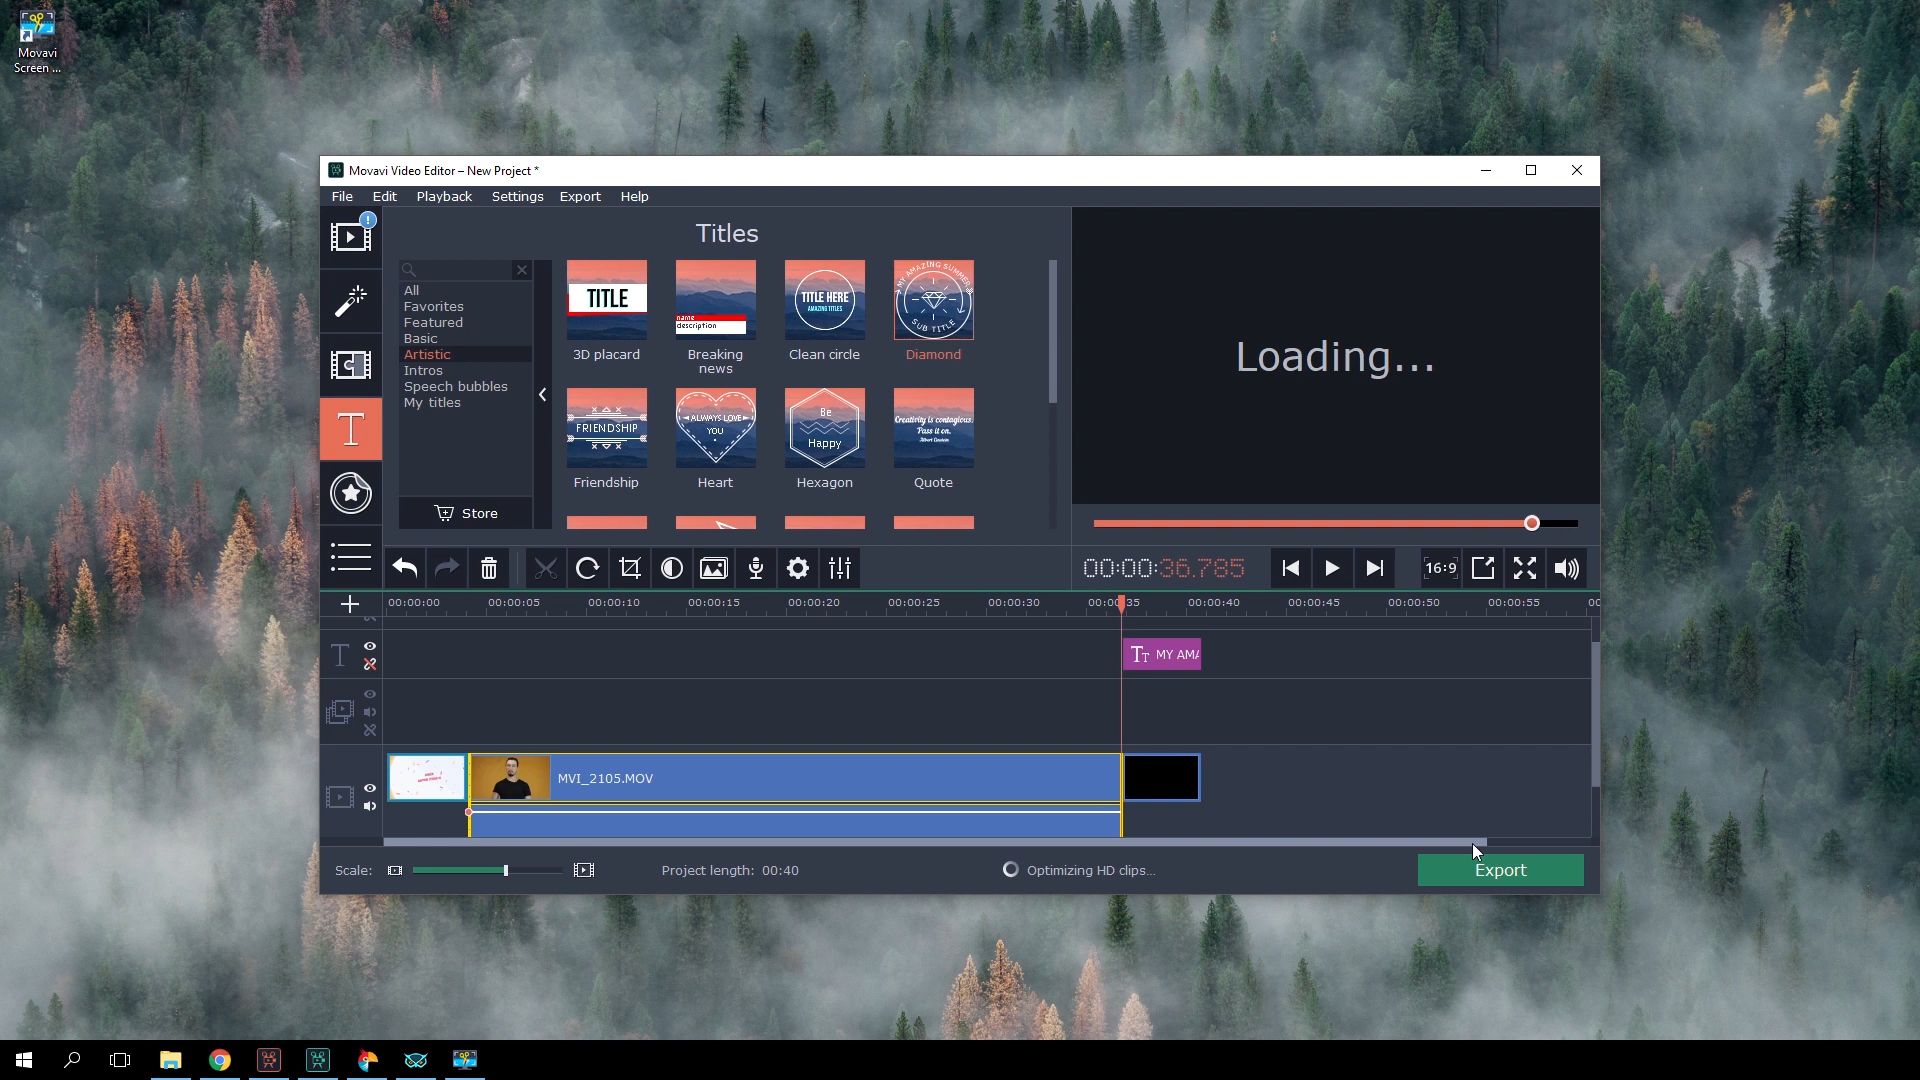 Movavi
Screen ...
Movavi Video Editor – New Project *
File Edit Playback Settings Export Help
Titles
All
Favorites
Featured
Basic
Artistic
Intros
Speech bubbles
My titles
Store
TITLE
3D placard
name
description
Breaking
news
TITLE HERE
AMAZING TITLES
Clean circle
MY AMAZING SUMMER
SUB TITLE
Diamond
FRIENDSHIP
Friendship
ALWAYS LOVE
YOU
Heart
Be
Happy
Hexagon
Creativity is contagious.
Pass it on.
Albert Einstein
Quote
Loading...
00:00:36.785
16:9
00:00:00 00:00:05 00:00:10 00:00:15 00:00:20 00:00:25 00:00:30 00:00:35 00:00:40 00:00:45 00:00:50 00:00:55 00
MY AMA
MVI_2105.MOV
Scale:
Project length: 00:40
Optimizing HD clips...
Export